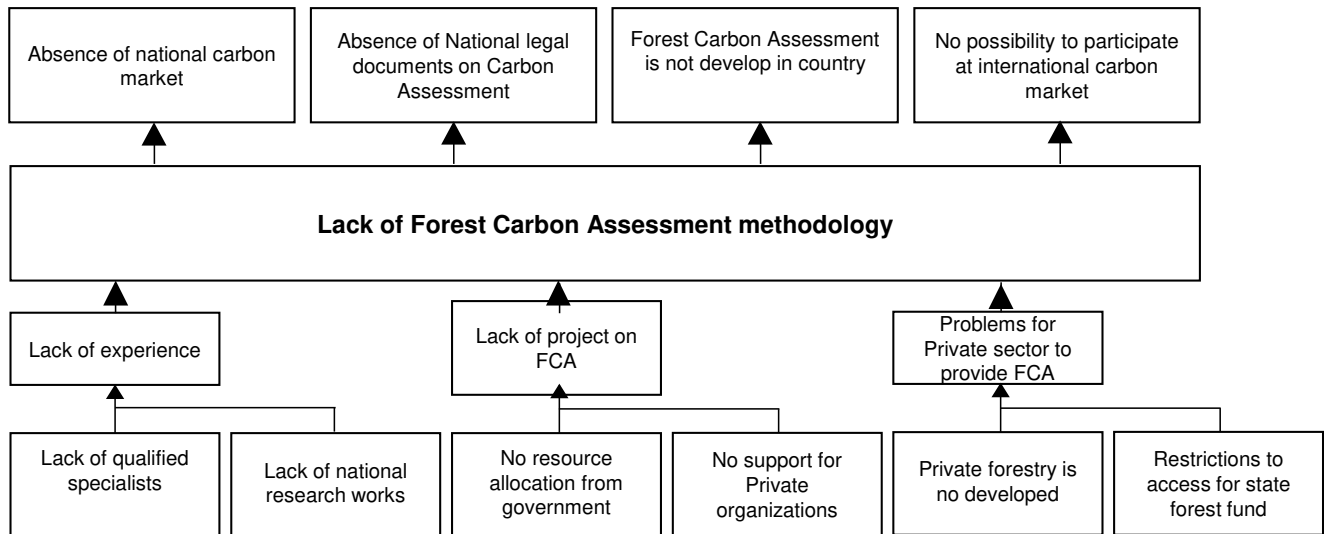 Absence of national carbon
market
Absence of National legal
documents on Carbon
Assessment
Forest Carbon Assessment
is not develop in country
No possibility to participate
at international carbon
market
Lack of Forest Carbon Assessment methodology
Lack of experience
Lack of project on
FCA
Problems for
Private sector to
provide FCA
Lack of qualified
specialists
Lack of national
research works
No resource
allocation from
government
No support for
Private
organizations
Private forestry is
no developed
Restrictions to
access for state
forest fund